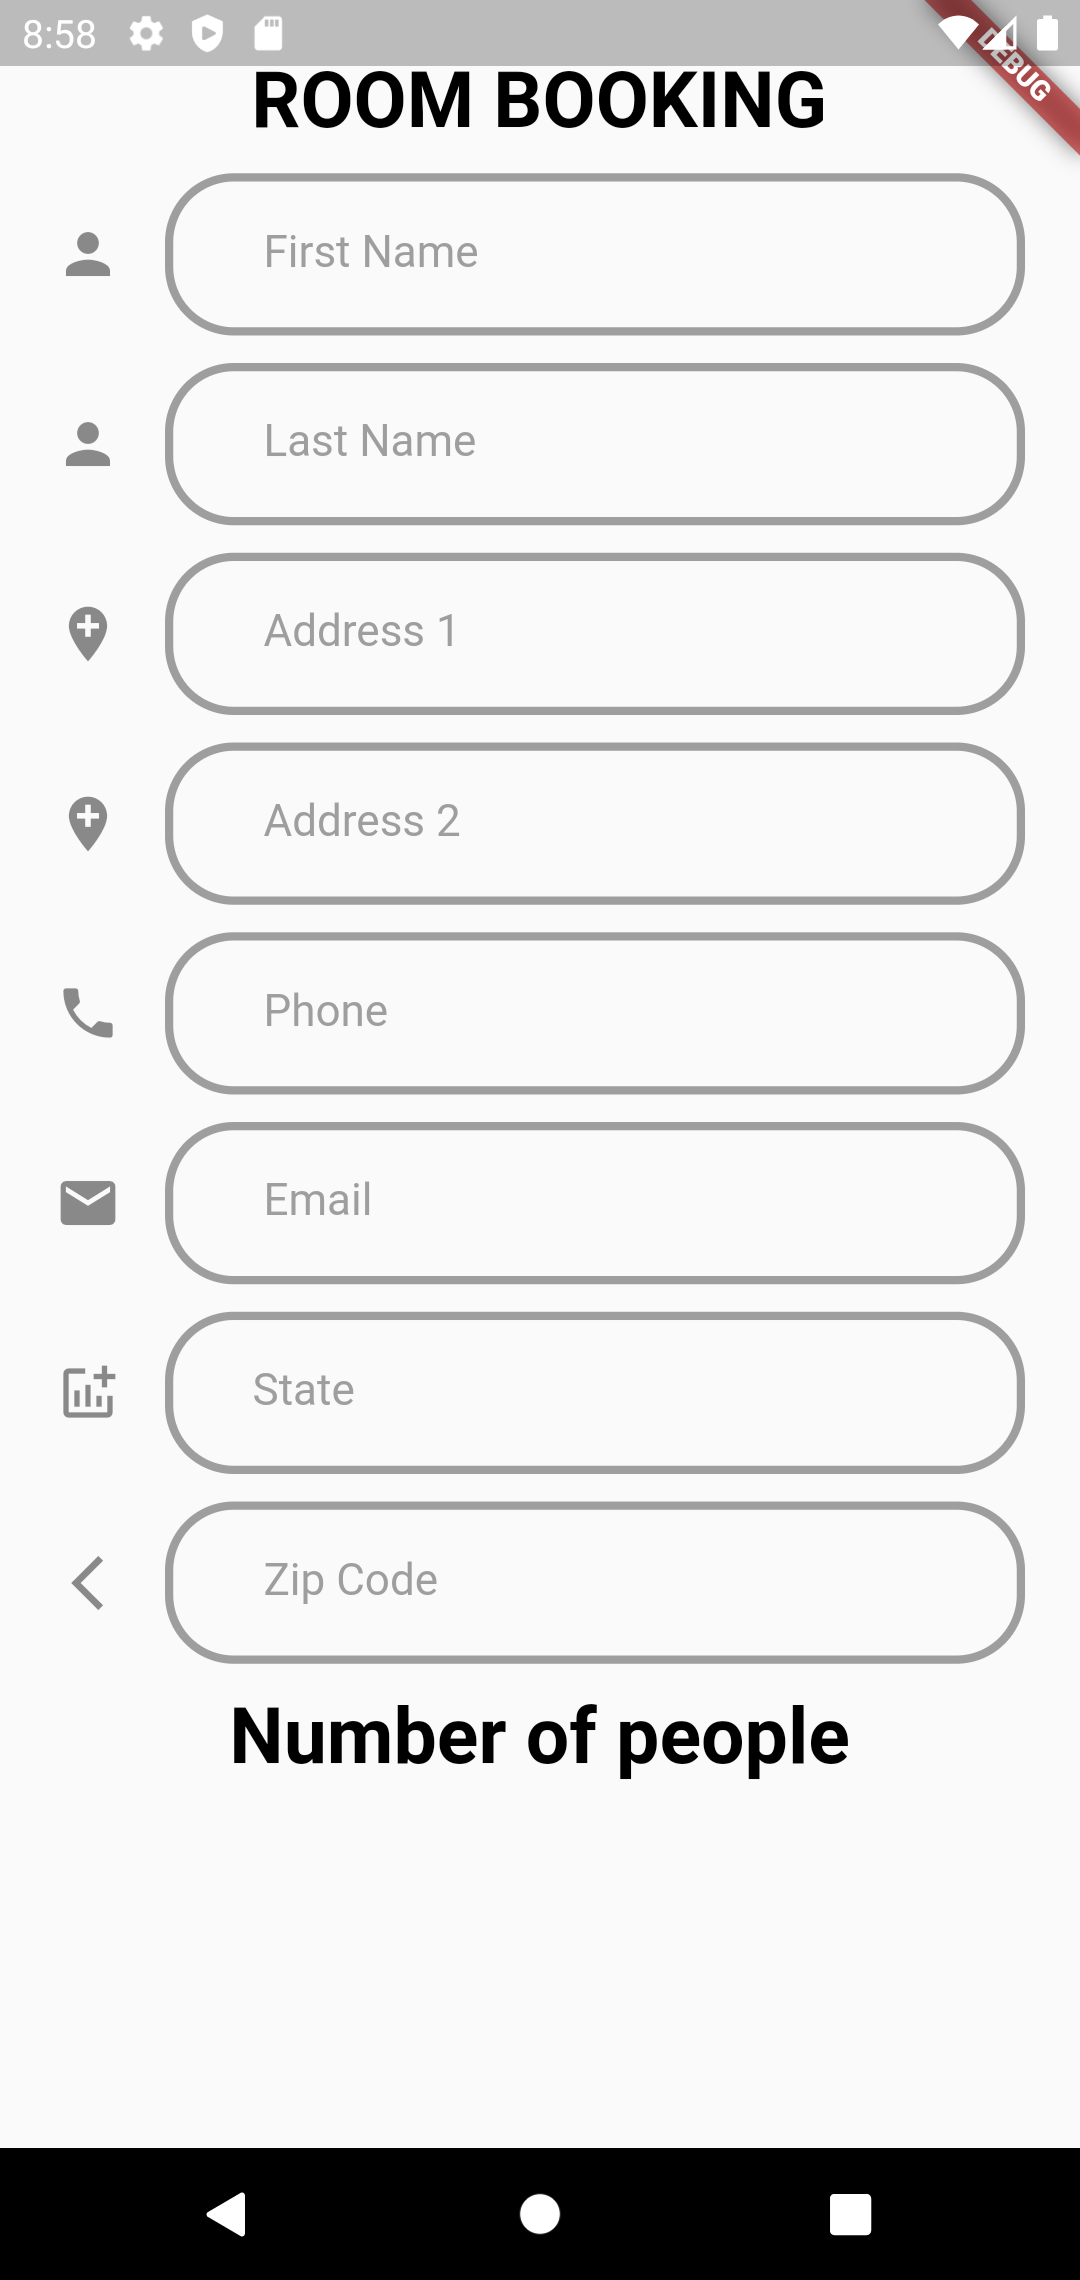 8:58
DEBUG
ROOM BOOKING
First Name
Last Name
Address 1
Address 2
Phone
Email
State
Zip Code
Number of people